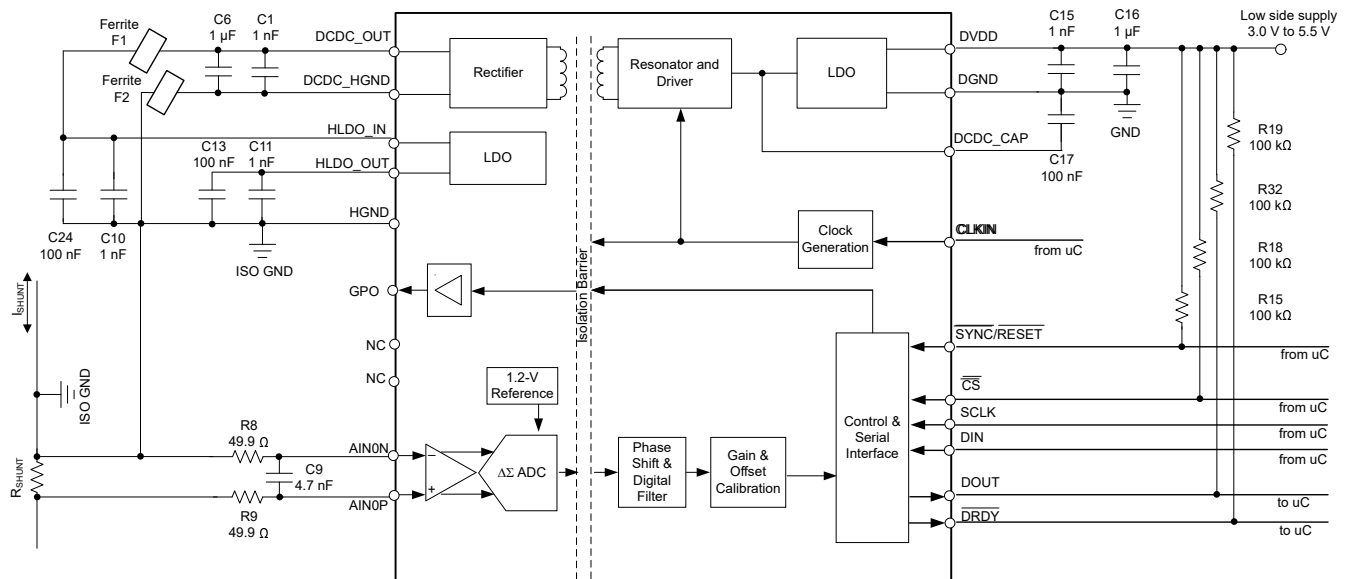 Ferrite
F1
C6
1 µF
C1
1 nF
DCDC_OUT
Ferrite
F2
DCDC_HGND
Rectifier
HLDO_IN
C13
100 nF
C11
1 nF
HLDO_OUT
LDO
HGND
C24
100 nF
C10
1 nF
ISO GND
GPO
NC
NC
ISHUNT
ISO GND
RSHUNT
R8
49.9 Ω
AIN0N
C9
4.7 nF
R9
49.9 Ω
AIN0P
1.2-V
Reference
ΔΣ ADC
−
+
Isolation Barrier
Resonator and
Driver
LDO
Clock
Generation
Phase
Shift &
Digital
Filter
Gain &
Offset
Calibration
Control &
Serial
Interface
DVDD
DGND
DCDC_CAP
C15
1 nF
C16
1 µF
Low side supply
3.0 V to 5.5 V
GND
C17
100 nF
R19
100 kΩ
R32
100 kΩ
R18
100 kΩ
R15
100 kΩ
CLKIN
from uC
SYNC/RESET
from uC
CS
from uC
SCLK
from uC
DIN
from uC
DOUT
to uC
DRDY
to uC